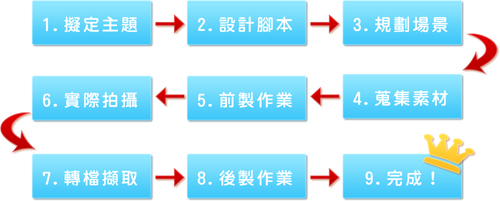 1.擬定主題
2.設計腳本
3.規劃場景
4.蒐集素材
5.前製作業
6.實際拍攝
7.轉檔擷取
8.後製作業
9.完成！